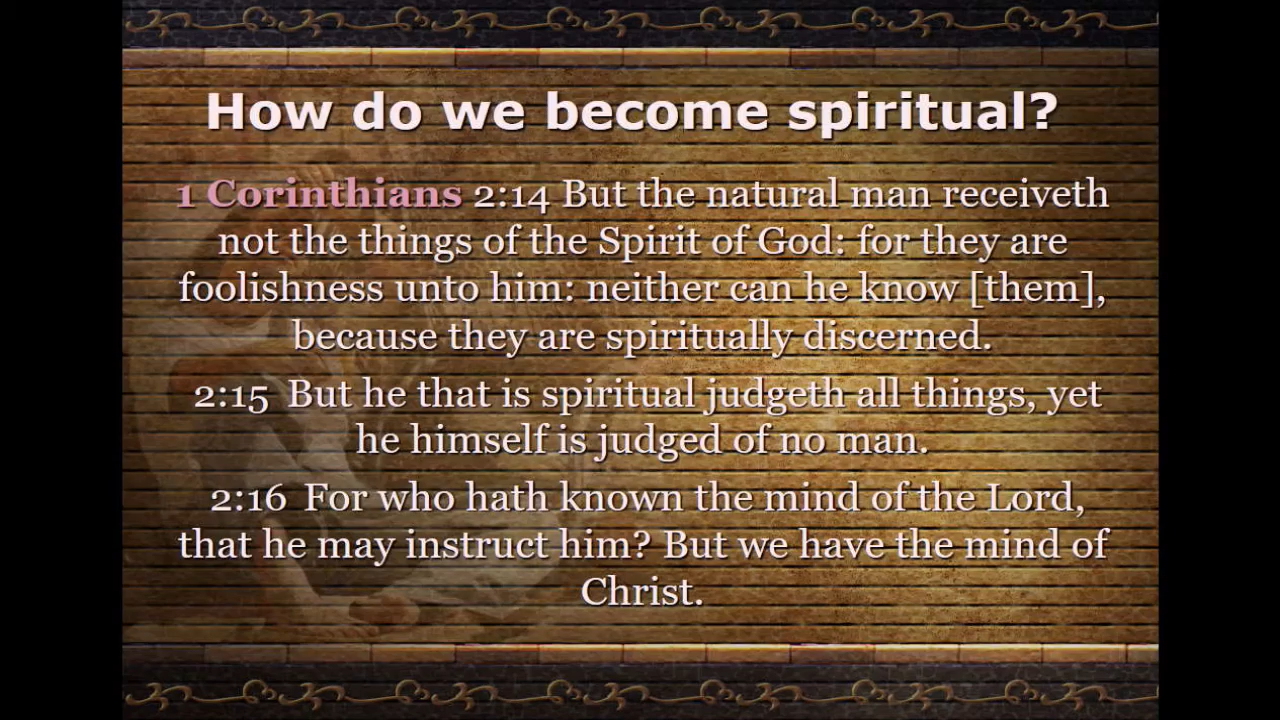 How do we become spiritual?
1 Corinthians 2:14 But the natural man receiveth
not the things of the Spirit of God: for they are
foolishness unto him: neither can he know [them],
because they are spiritually discerned.
2:15 But he that is spiritual judgeth all things, yet
he himself is judged of no man.
2:16 For who hath known the mind of the Lord,
that he may instruct him? But we have the mind of
Christ.